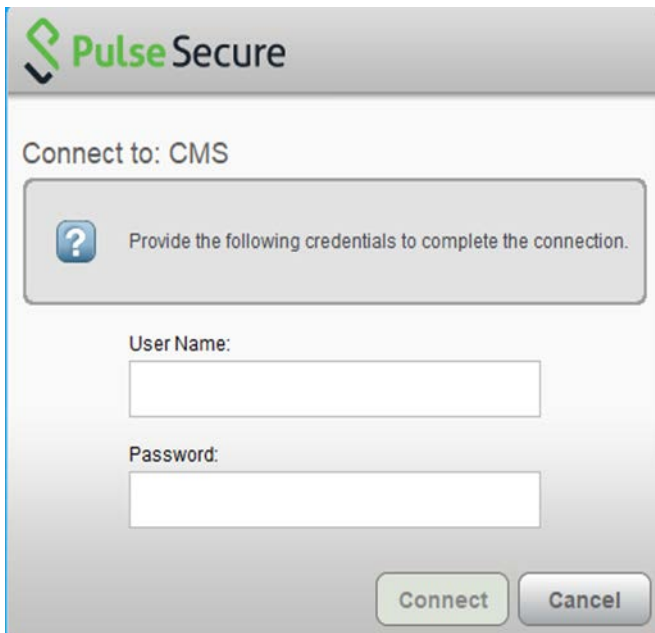 Pulse Secure
Connect to: CMS
Provide the following credentials to complete the connection.
User Name:
Password:
Connect Cancel